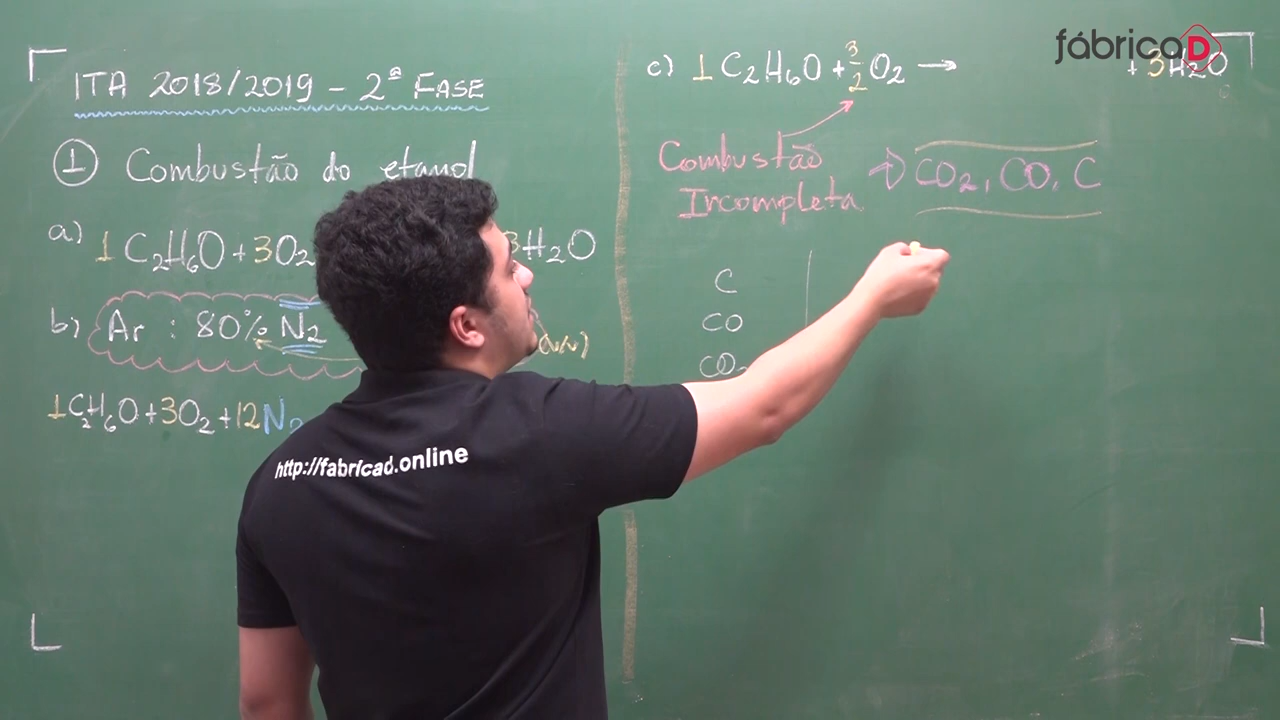 ITA 2018/2019 - 2ª FASE
① Combustão do etanol
a) 1 C₂H₆O + 3O₂
3H₂O
b) Ar : 80% N₂
(V/V)
1C₂H₆O + 3O₂ + 12N₂
c) 1 C₂H₆O + 3/2 O₂ → + 3H₂O
Combustão
Incompleta
→ CO₂, CO, C
C
CO
CO₂
fábricaD
http://fabricad.online